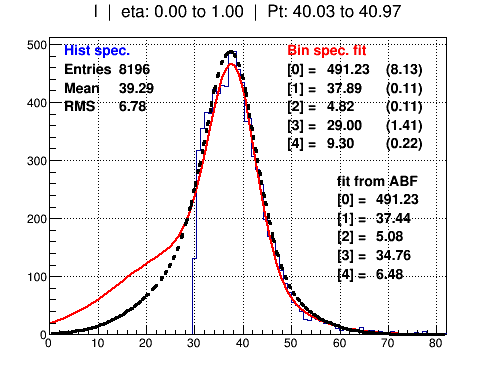 I | eta: 0.00 to 1.00 | Pt: 40.03 to 40.97
Hist spec.
Entries 8196
Mean 39.29
RMS 6.78
Bin spec. fit
[0] = 491.23 (8.13)
[1] = 37.89 (0.11)
[2] = 4.82 (0.11)
[3] = 29.00 (1.41)
[4] = 9.30 (0.22)
fit from ABF
[0] = 491.23
[1] = 37.44
[2] = 5.08
[3] = 34.76
[4] = 6.48
500
400
300
200
100
0
0 10 20 30 40 50 60 70 80